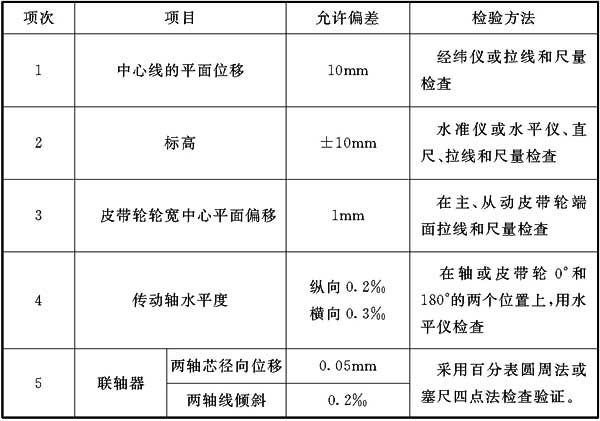 项次 项目 允许偏差 检验方法
1 中心线的平面位移 10mm 经纬仪或拉线和尺量
检查
2 标高 ±10mm 水准仪或水平仪、直
尺、拉线和尺量检查
3 皮带轮轮宽中心平面偏移 1mm 在主、从动皮带轮端
面拉线和尺量检查
4 传动轴水平度 纵向 0.2‰
横向 0.3‰
在轴或皮带轮 0°和
180°的两个位置上,用水
平仪检查
5 联轴器 两轴芯径向位移 0.05mm
两轴线倾斜 0.2‰
采用百分表圆周法或
塞尺四点法检查验证。